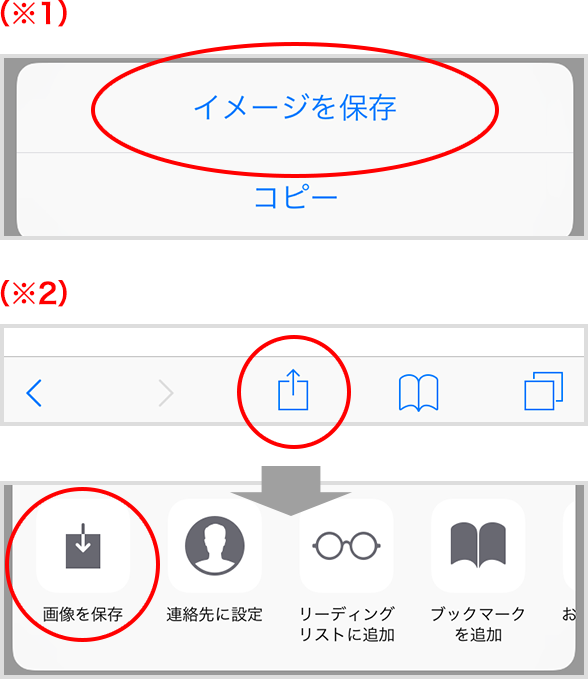 (※1)
イメージを保存
コピー
(※2)
画像を保存
連絡先に設定
リーディング
リストに追加
ブックマーク
を追加
お